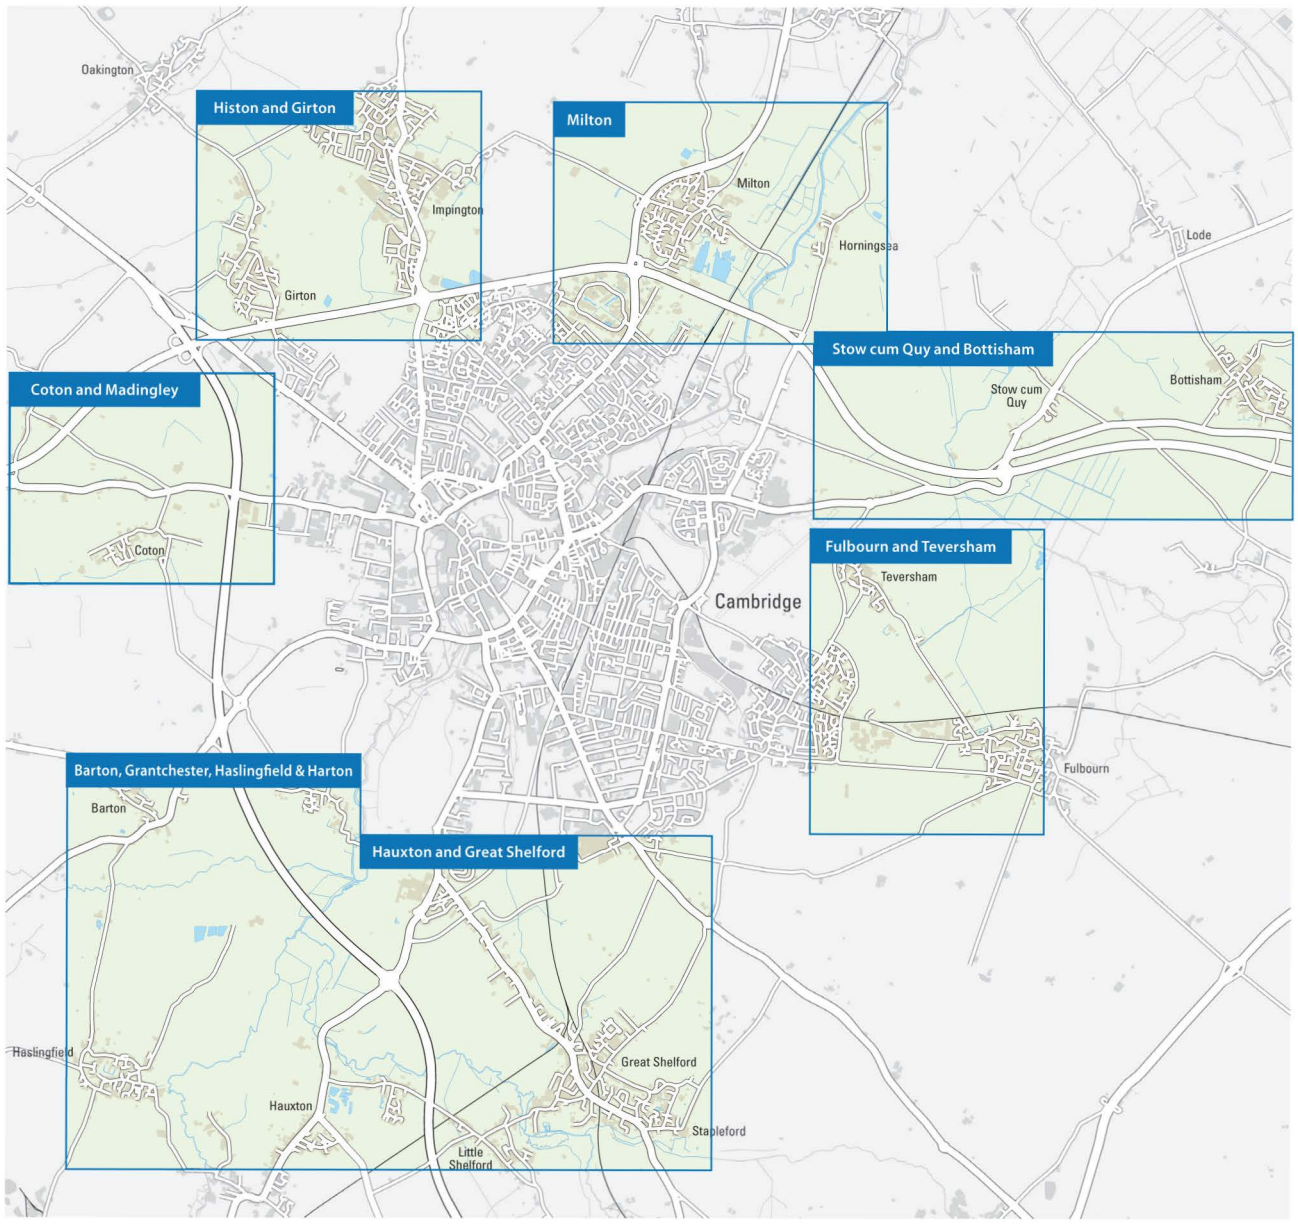 Oakington
Histon and Girton
Milton
Milton
Impington
Lode
Horningsea
Girton
Stow cum Quy and Bottisham
Coton and Madingley
Bottisham
Stow cum
Quy
Fulbourn and Teversham
Coton
Teversham
Cambridge
Barton, Grantchester, Haslingfield & Harton
Fulbourn
Barton
Hauxton and Great Shelford
Haslingfield
Great Shelford
Hauxton
Stapleford
Little
Shelford